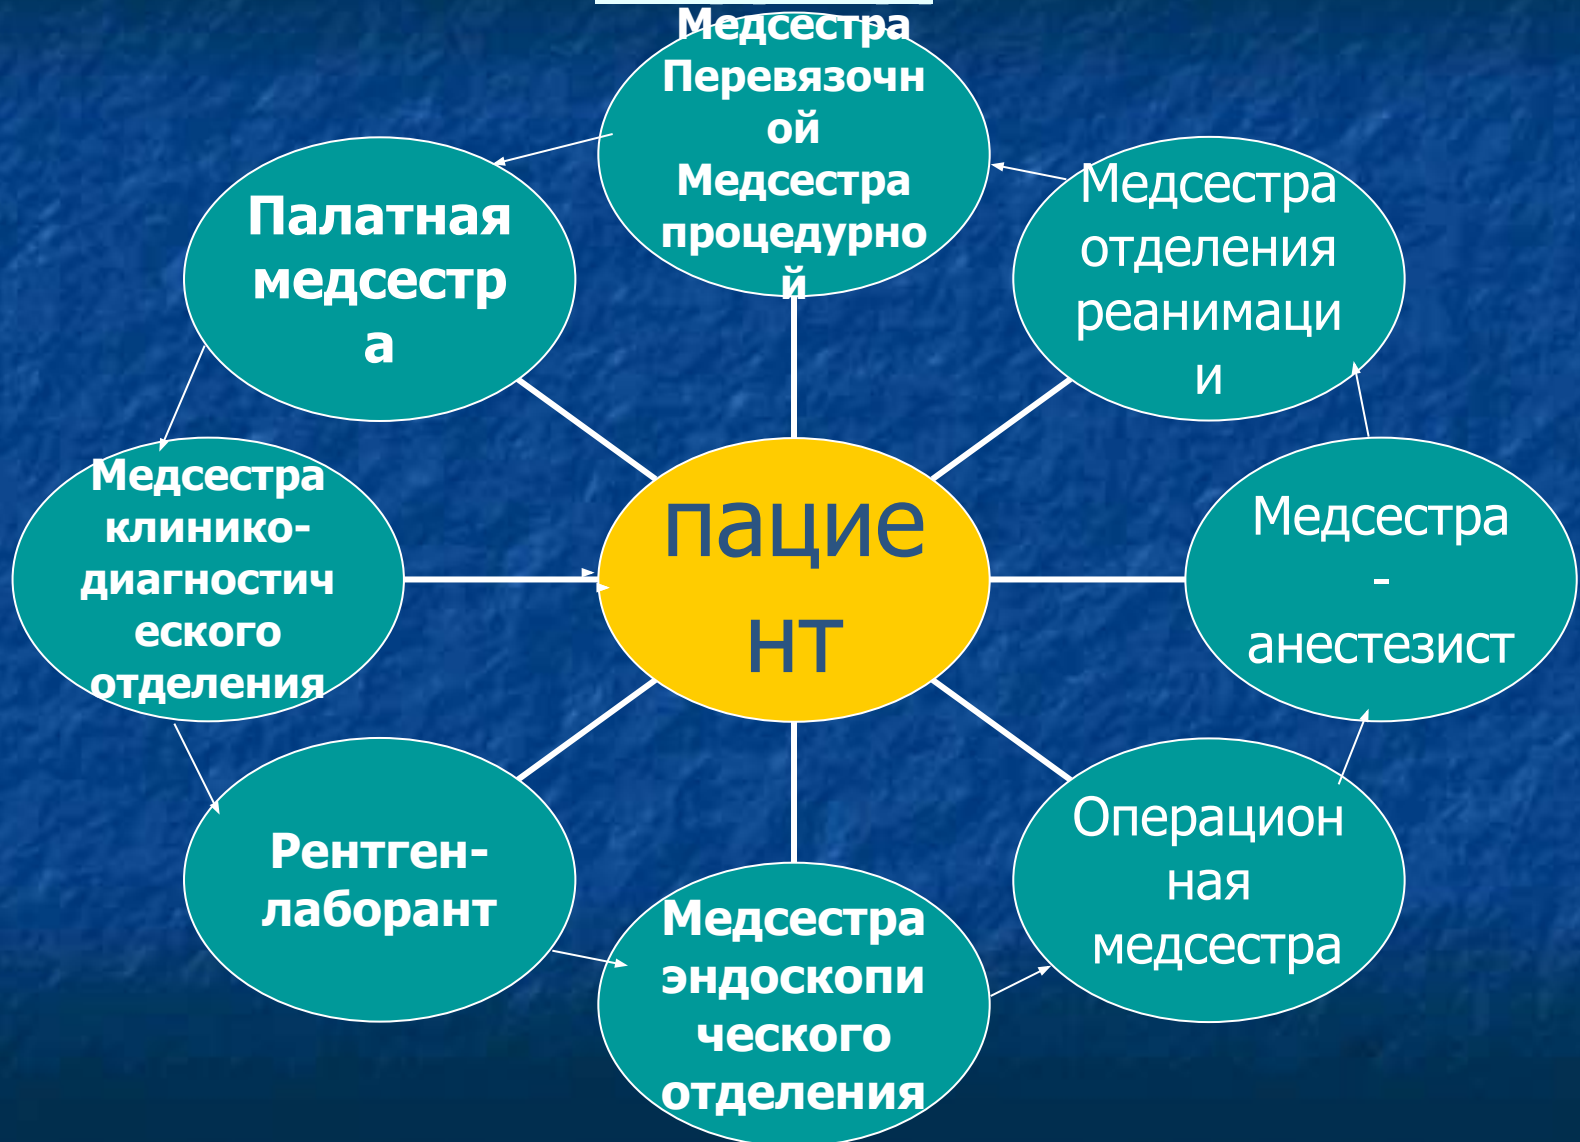 Медсестра
Перевязочн
ой
Медсестра
процедурно
й
Палатная
медсестр
а
Медсестра
отделения
реанимаци
и
Медсестра
клинико-
диагностич
еского
отделения
пацие
нт
Медсестра
-
анестезист
Рентген-
лаборант
Медсестра
эндоскопи
ческого
отделения
Операцион
ная
медсестра